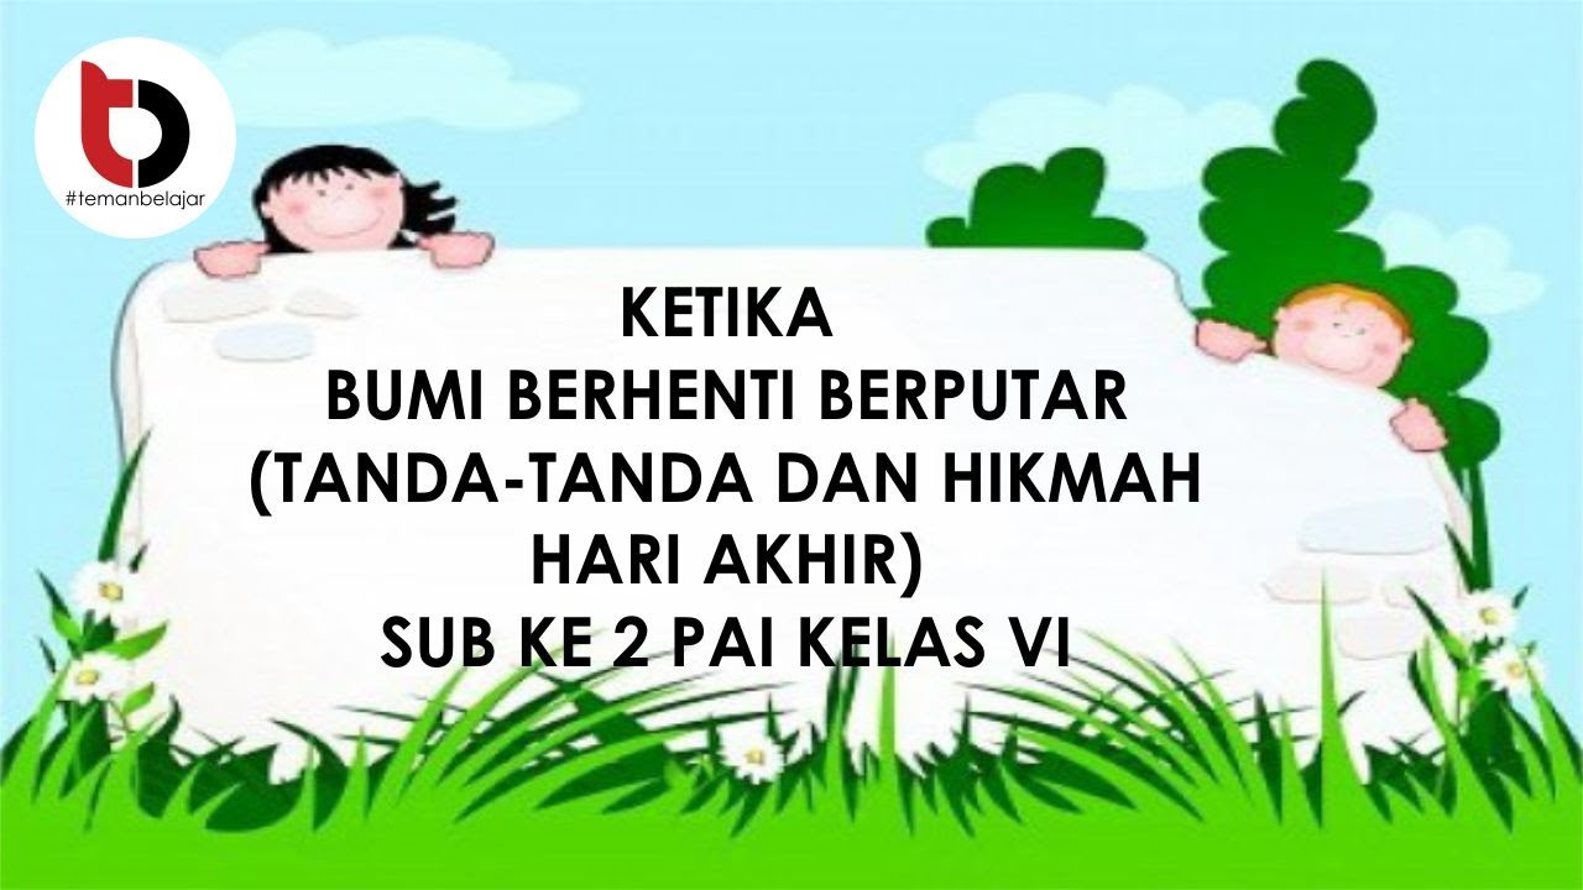 #temanbelajar
KETIKA
BUMI BERHENTI BERPUTAR
(TANDA-TANDA DAN HIKMAH
HARI AKHIR)
SUB KE 2 PAI KELAS VI